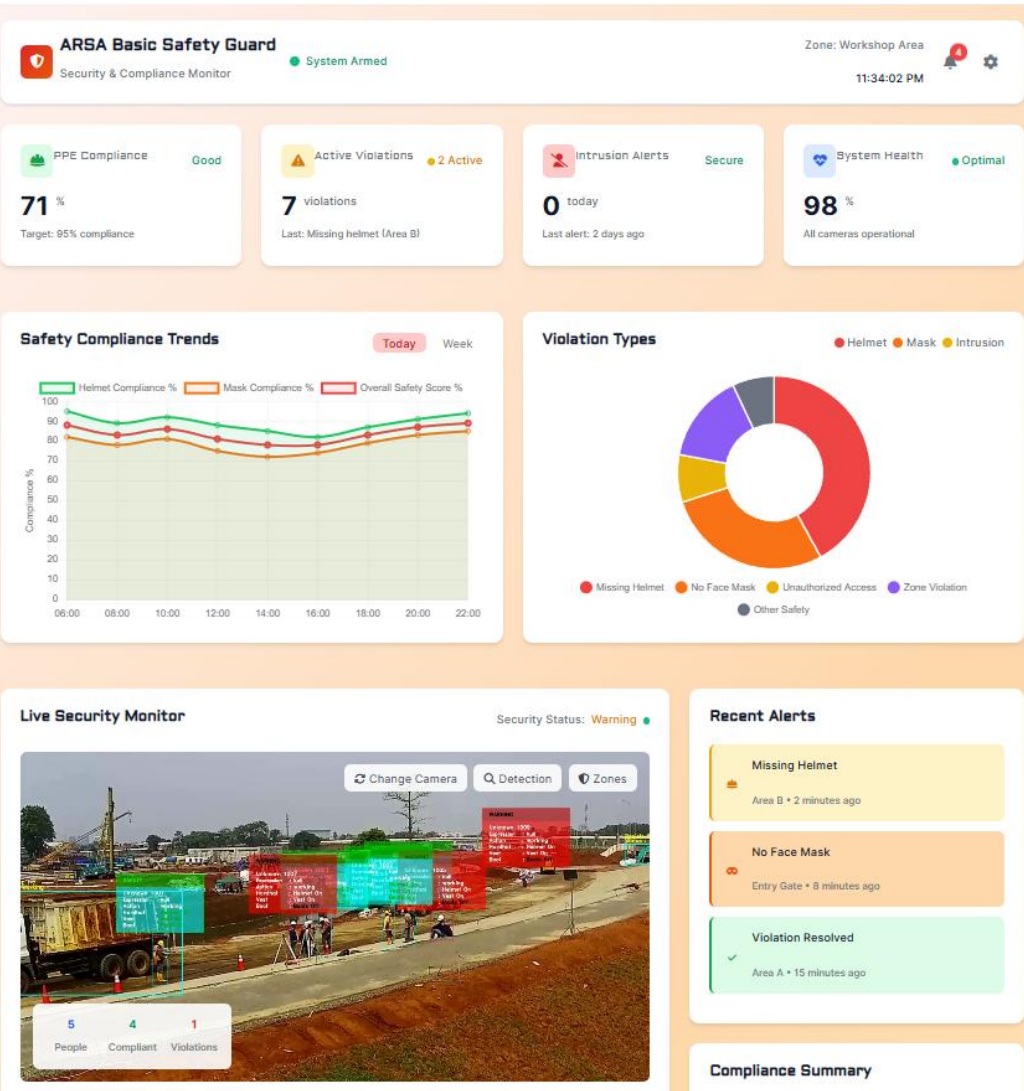 ARSA Basic Safety Guard
Security & Compliance Monitor
System Armed
Zone: Workshop Area
11:34:02 PM
4
PPE Compliance
Good
71 %
Target: 95% compliance
Active Violations
2 Active
7 violations
Last: Missing helmet (Area B)
Intrusion Alerts
Secure
0 today
Last alert: 2 days ago
System Health
Optimal
98 %
All cameras operational
Safety Compliance Trends
Today Week
Helmet Compliance % Mask Compliance % Overall Safety Score %
Compliance %
100
90
80
70
60
50
40
30
20
10
0
06:00 08:00 10:00 12:00 14:00 16:00 18:00 20:00 22:00
Violation Types
Helmet Mask Intrusion
Missing Helmet No Face Mask Unauthorized Access Zone Violation
Other Safety
Live Security Monitor
Security Status: Warning
Change Camera Detection Zones
WARNING
5 4 1
People Compliant Violations
Recent Alerts
Missing Helmet
Area B • 2 minutes ago
No Face Mask
Entry Gate • 8 minutes ago
Violation Resolved
Area A • 15 minutes ago
Compliance Summary